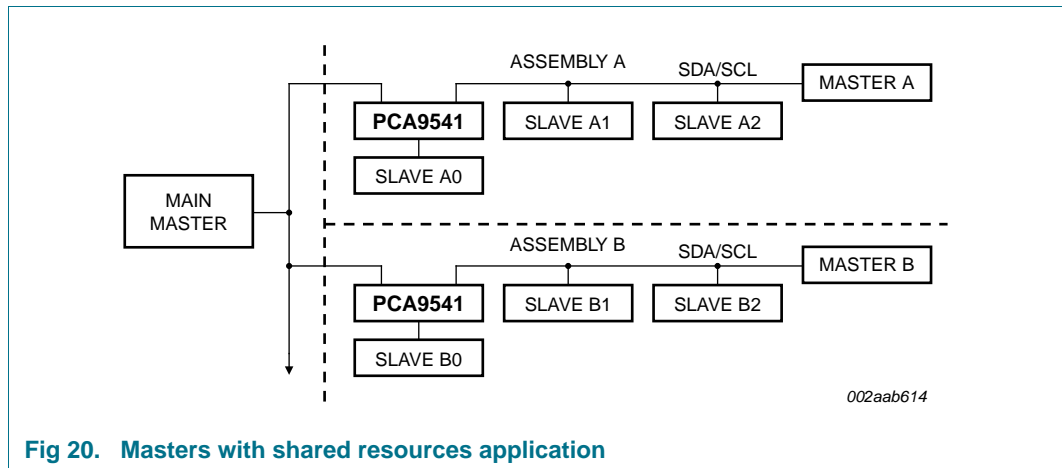 ASSEMBLY A
SDA/SCL
MASTER A
PCA9541
SLAVE A1
SLAVE A2
SLAVE A0
MAIN
MASTER
ASSEMBLY B
SDA/SCL
MASTER B
PCA9541
SLAVE B1
SLAVE B2
SLAVE B0
002aab614
Fig 20. Masters with shared resources application